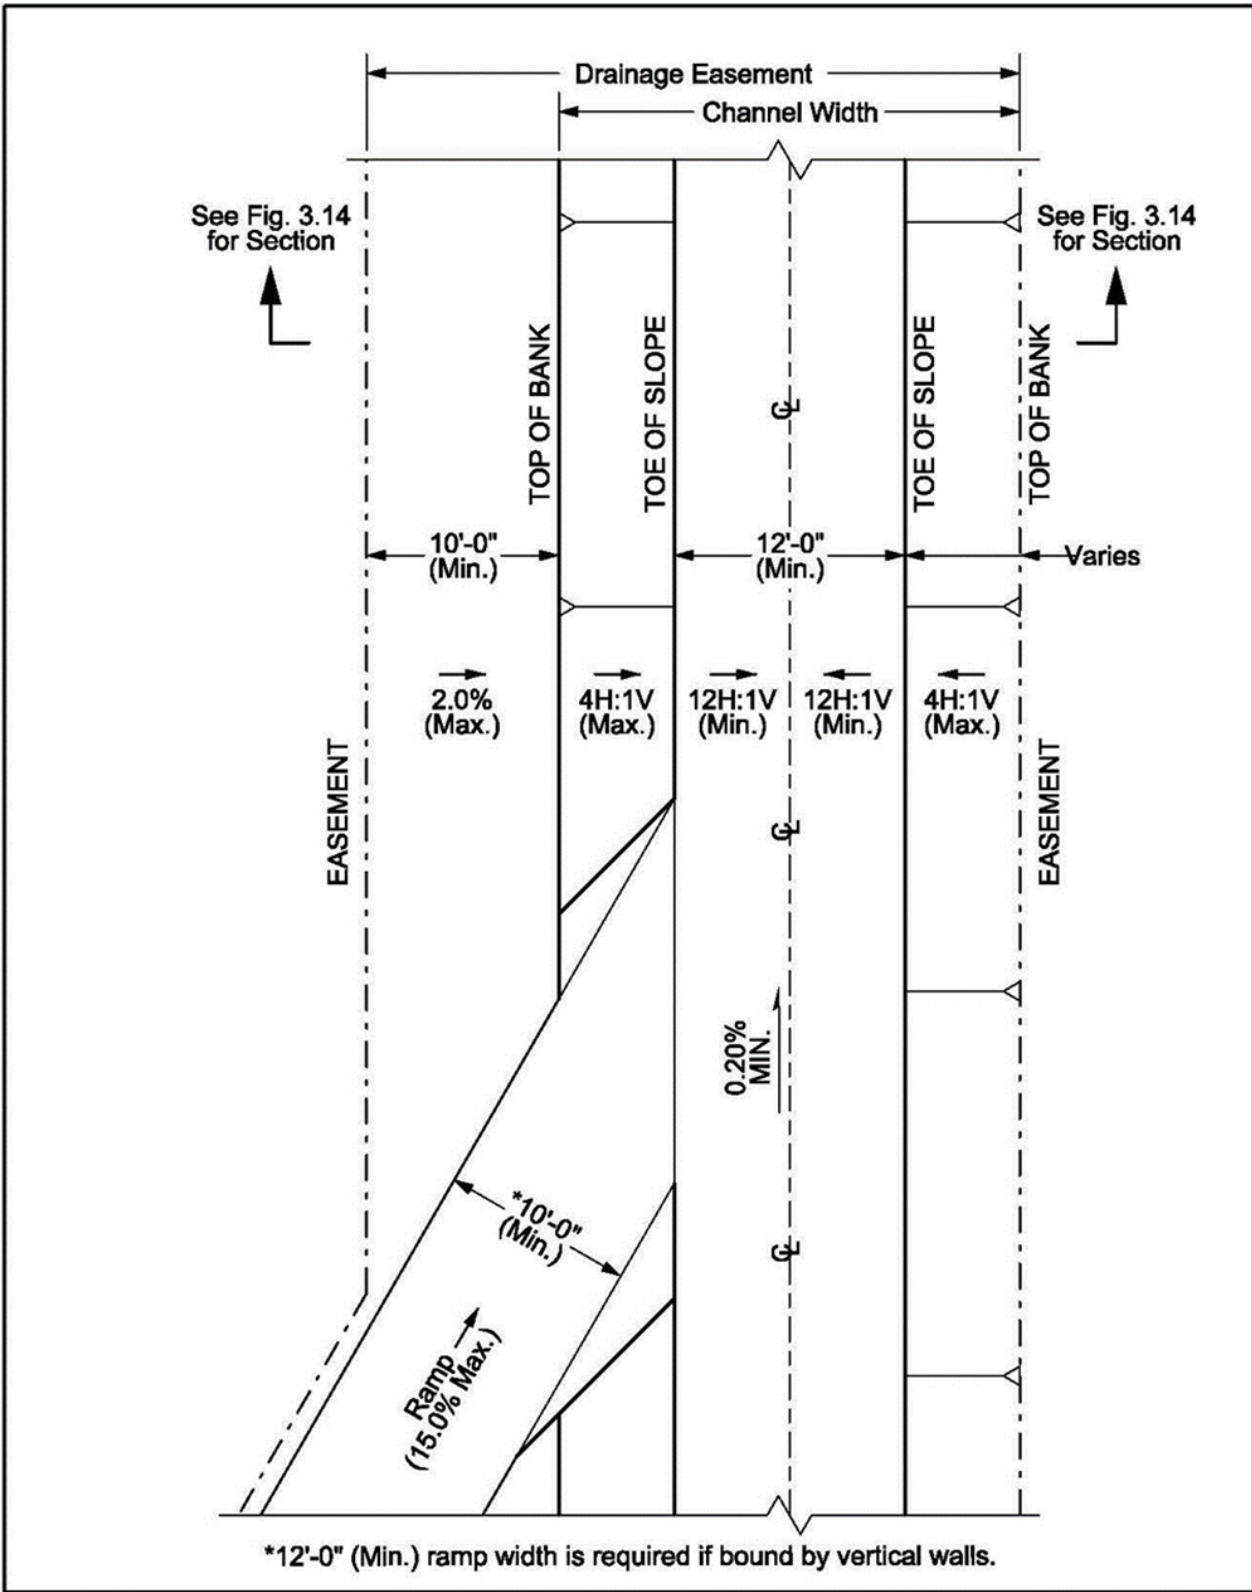 Drainage Easement
Channel Width
See Fig. 3.14
for Section
See Fig. 3.14
for Section
TOP OF BANK
TOE OF SLOPE
℄
TOE OF SLOPE
TOP OF BANK
10'-0"
(Min.)
12'-0"
(Min.)
Varies
2.0%
(Max.)
4H:1V
(Max.)
12H:1V
(Min.)
12H:1V
(Min.)
4H:1V
(Max.)
EASEMENT
℄
EASEMENT
0.20%
MIN.
*10'-0"
(Min.)
℄
Ramp
(15.0% Max.)
*12'-0" (Min.) ramp width is required if bound by vertical walls.